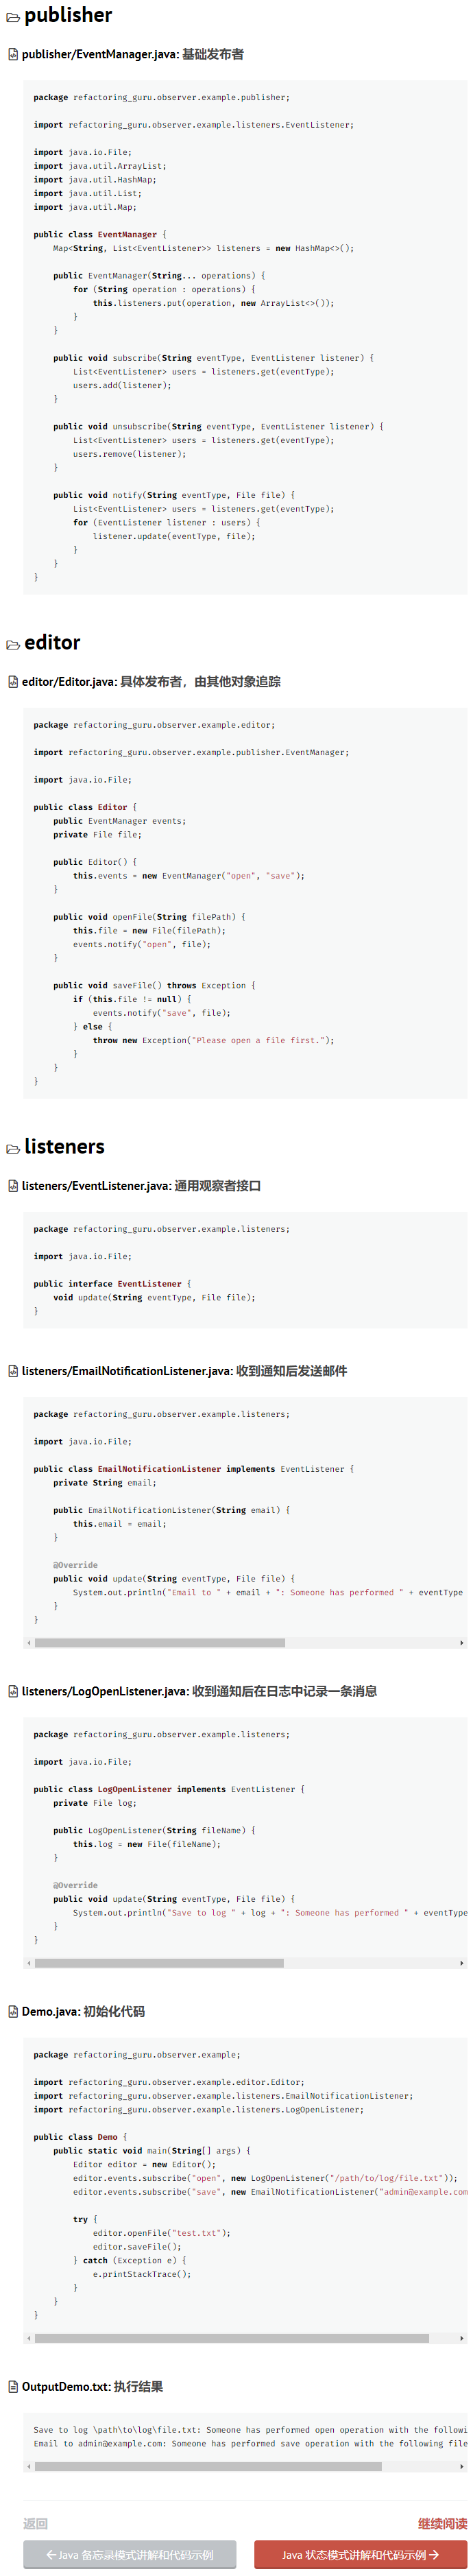 publisher
publisher/EventManager.java: 基础发布者
package refactoring_guru.observer.example.publisher;
import refactoring_guru.observer.example.listeners.EventListener;
import java.io.File;
import java.util.ArrayList;
import java.util.HashMap;
import java.util.List;
import java.util.Map;
public class EventManager {
    Map<String, List<EventListener>> listeners = new HashMap<>();
    public EventManager(String... operations) {
        for (String operation : operations) {
            this.listeners.put(operation, new ArrayList<>());
        }
    }
    public void subscribe(String eventType, EventListener listener) {
        List<EventListener> users = listeners.get(eventType);
        users.add(listener);
    }
    public void unsubscribe(String eventType, EventListener listener) {
        List<EventListener> users = listeners.get(eventType);
        users.remove(listener);
    }
    public void notify(String eventType, File file) {
        List<EventListener> users = listeners.get(eventType);
        for (EventListener listener : users) {
            listener.update(eventType, file);
        }
    }
}
editor
editor/Editor.java: 具体发布者，由其他对象追踪
package refactoring_guru.observer.example.editor;
import refactoring_guru.observer.example.publisher.EventManager;
import java.io.File;
public class Editor {
    public EventManager events;
    private File file;
    public Editor() {
        this.events = new EventManager("open", "save");
    }
    public void openFile(String filePath) {
        this.file = new File(filePath);
        events.notify("open", file);
    }
    public void saveFile() throws Exception {
        if (this.file != null) {
            events.notify("save", file);
        } else {
            throw new Exception("Please open a file first.");
        }
    }
}
listeners
listeners/EventListener.java: 通用观察者接口
package refactoring_guru.observer.example.listeners;
import java.io.File;
public interface EventListener {
    void update(String eventType, File file);
}
listeners/EmailNotificationListener.java: 收到通知后发送邮件
package refactoring_guru.observer.example.listeners;
import java.io.File;
public class EmailNotificationListener implements EventListener {
    private String email;
    public EmailNotificationListener(String email) {
        this.email = email;
    }
    @Override
    public void update(String eventType, File file) {
        System.out.println("Email to " + email + ": Someone has performed " + eventType
    }
}
listeners/LogOpenListener.java: 收到通知后在日志中记录一条消息
package refactoring_guru.observer.example.listeners;
import java.io.File;
public class LogOpenListener implements EventListener {
    private File log;
    public LogOpenListener(String fileName) {
        this.log = new File(fileName);
    }
    @Override
    public void update(String eventType, File file) {
        System.out.println("Save to log " + log + ": Someone has performed " + eventType
    }
}
Demo.java: 初始化代码
package refactoring_guru.observer.example;
import refactoring_guru.observer.example.editor.Editor;
import refactoring_guru.observer.example.listeners.EmailNotificationListener;
import refactoring_guru.observer.example.listeners.LogOpenListener;
public class Demo {
    public static void main(String[] args) {
        Editor editor = new Editor();
        editor.events.subscribe("open", new LogOpenListener("/path/to/log/file.txt"));
        editor.events.subscribe("save", new EmailNotificationListener("admin@example.com
        try {
            editor.openFile("test.txt");
            editor.saveFile();
        } catch (Exception e) {
            e.printStackTrace();
        }
    }
}
OutputDemo.txt: 执行结果
Save to log \path\to\log\file.txt: Someone has performed open operation with the followi
Email to admin@example.com: Someone has performed save operation with the following file
返回
继续阅读
← Java 备忘录模式讲解和代码示例
Java 状态模式讲解和代码示例 →